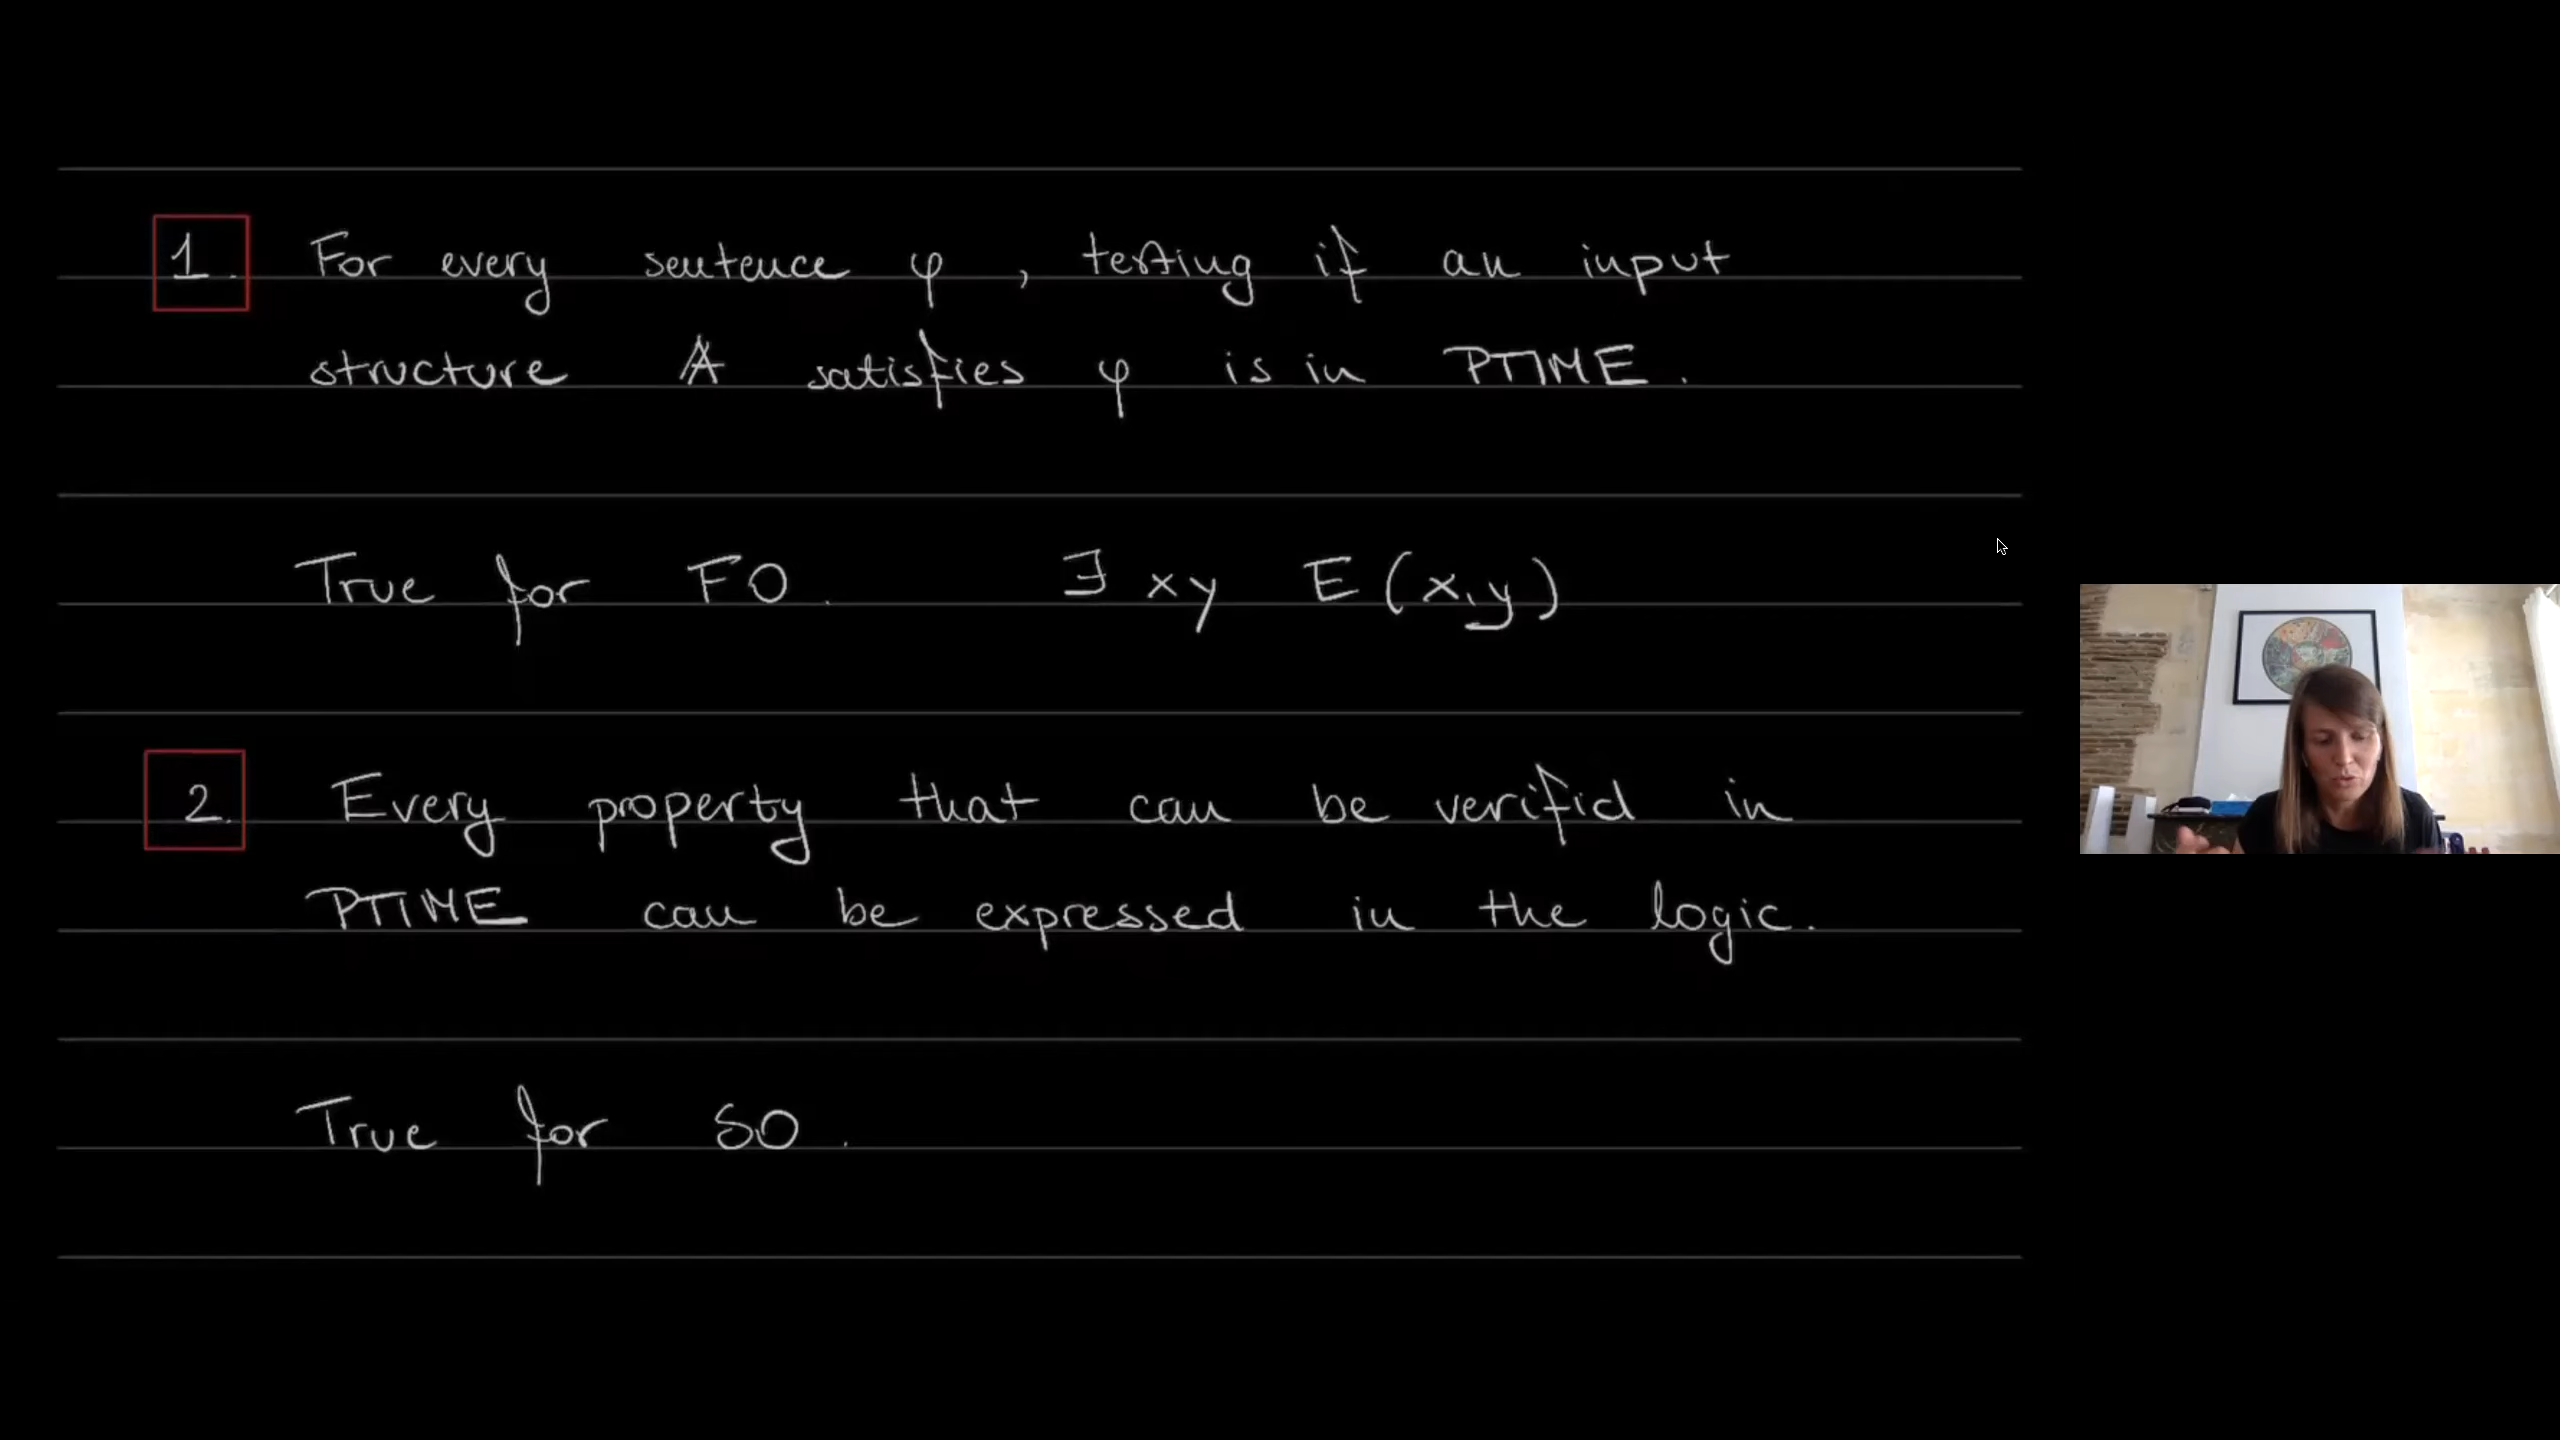 1. For every sentence φ, testing if an input
structure 𝔸 satisfies φ is in PTIME.
True for FO. ∃ xy E(x,y)
2. Every property that can be verifid in
PTIME can be expressed in the logic.
True for SO.